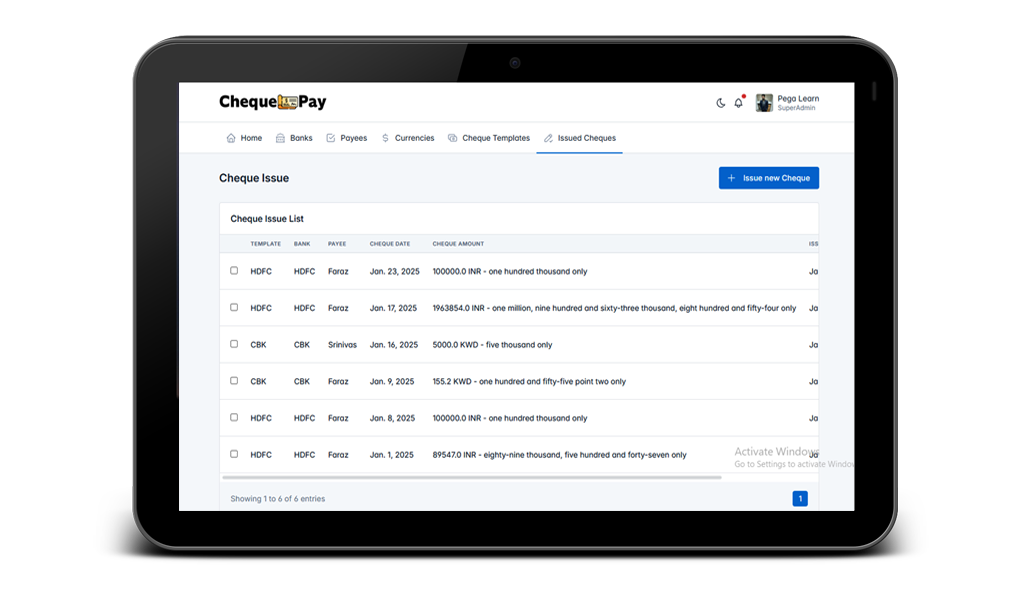 Cheque Pay
Pega Learn
SuperAdmin
Home Banks Payees Currencies Cheque Templates Issued Cheques
Cheque Issue
+ Issue new Cheque
Cheque Issue List
TEMPLATE BANK PAYEE CHEQUE DATE CHEQUE AMOUNT ISS
HDFC HDFC Faraz Jan. 23, 2025 100000.0 INR - one hundred thousand only Ja
HDFC HDFC Faraz Jan. 17, 2025 1963854.0 INR - one million, nine hundred and sixty-three thousand, eight hundred and fifty-four only Ja
CBK CBK Srinivas Jan. 16, 2025 5000.0 KWD - five thousand only Ja
CBK CBK Faraz Jan. 9, 2025 155.2 KWD - one hundred and fifty-five point two only Ja
HDFC HDFC Faraz Jan. 8, 2025 100000.0 INR - one hundred thousand only Ja
HDFC HDFC Faraz Jan. 1, 2025 89547.0 INR - eighty-nine thousand, five hundred and forty-seven only Ja
Activate Windows
Go to Settings to activate Windo
Showing 1 to 6 of 6 entries 1